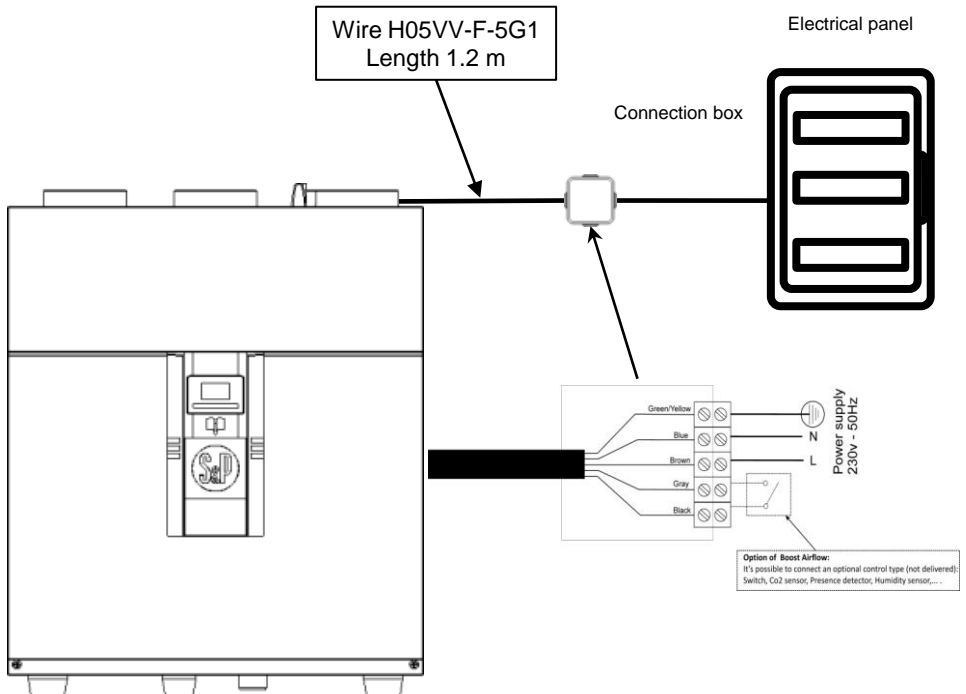 Wire H05VV-F-5G1
Length 1.2 m
Electrical panel
Connection box
S&P
Green/Yellow
Blue
Brown
Gray
Black
N
L
Power supply
230v - 50Hz
Option of Boost Airflow:
It's possible to connect an optional control type (not delivered):
Switch, Co2 sensor, Presence detector, Humidity sensor,... .